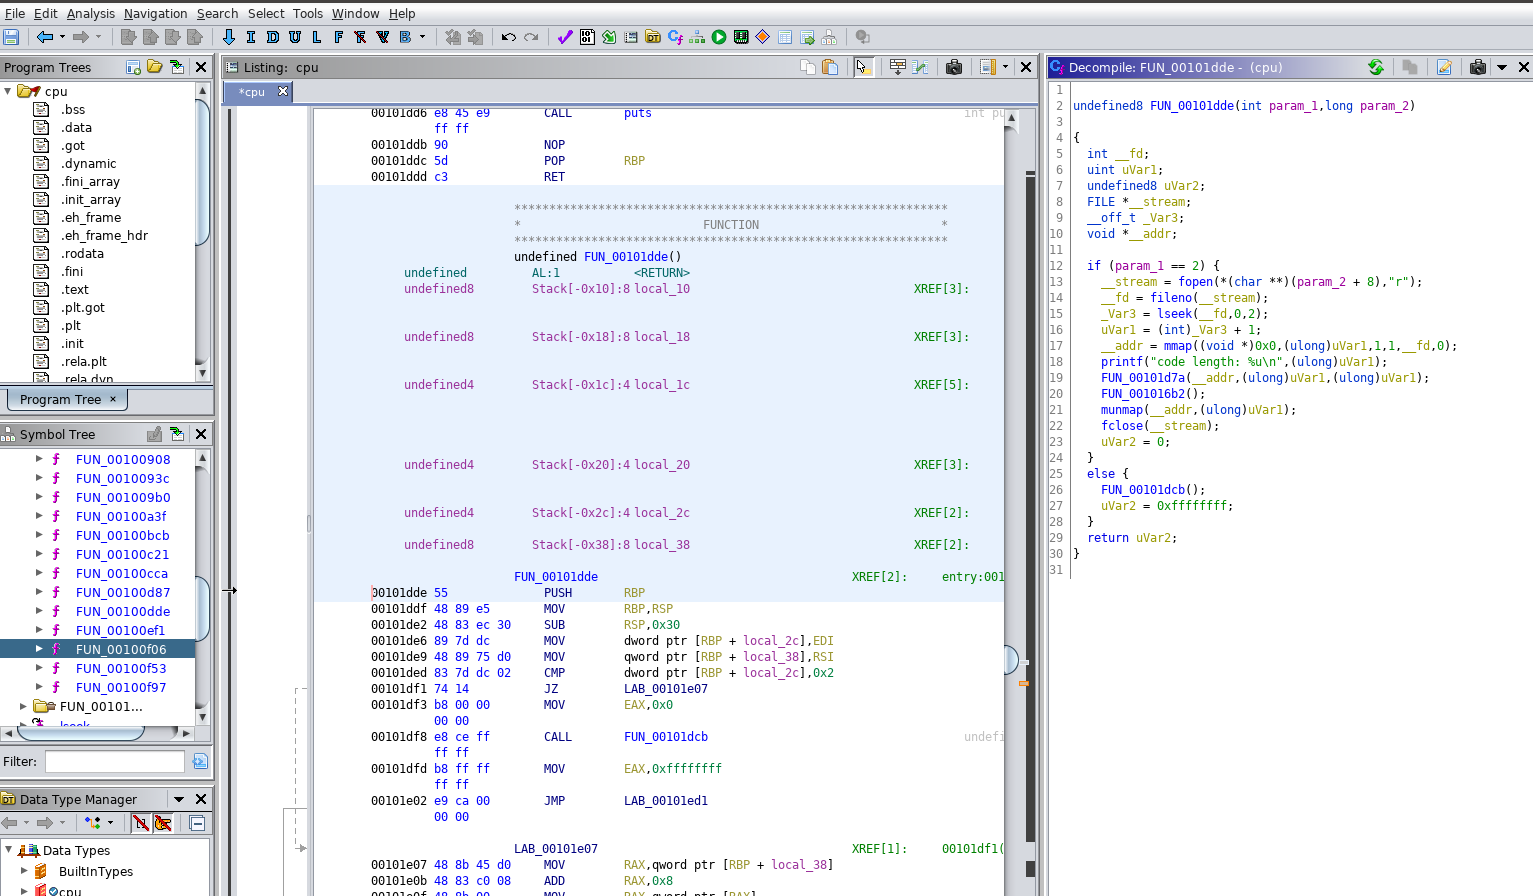 File Edit Analysis Navigation Search Select Tools Window Help
I D U L F B
Program Trees
cpu
.bss
.data
.got
.dynamic
.fini_array
.init_array
.eh_frame
.eh_frame_hdr
.rodata
.fini
.text
.plt.got
.plt
.init
.rela.plt
.rela.dyn
Program Tree ×
Symbol Tree
FUN_00100908
FUN_0010093c
FUN_001009b0
FUN_00100a3f
FUN_00100bcb
FUN_00100c21
FUN_00100cca
FUN_00100d87
FUN_00100dde
FUN_00100ef1
FUN_00100f06
FUN_00100f53
FUN_00100f97
FUN_00101...
lseek
Filter:
Data Type Manager
Data Types
BuiltInTypes
cpu
Listing: cpu
*cpu
00101dd6 e8 45 e9 CALL puts int pu
ff ff
00101ddb 90 NOP
00101ddc 5d POP RBP
00101ddd c3 RET
**************************************************************
* FUNCTION *
**************************************************************
undefined FUN_00101dde()
undefined AL:1 <RETURN>
undefined8 Stack[-0x10]:8 local_10 XREF[3]:
undefined8 Stack[-0x18]:8 local_18 XREF[3]:
undefined4 Stack[-0x1c]:4 local_1c XREF[5]:
undefined4 Stack[-0x20]:4 local_20 XREF[3]:
undefined4 Stack[-0x2c]:4 local_2c XREF[2]:
undefined8 Stack[-0x38]:8 local_38 XREF[2]:
FUN_00101dde XREF[2]: entry:001
00101dde 55 PUSH RBP
00101ddf 48 89 e5 MOV RBP,RSP
00101de2 48 83 ec 30 SUB RSP,0x30
00101de6 89 7d dc MOV dword ptr [RBP + local_2c],EDI
00101de9 48 89 75 d0 MOV qword ptr [RBP + local_38],RSI
00101ded 83 7d dc 02 CMP dword ptr [RBP + local_2c],0x2
00101df1 74 14 JZ LAB_00101e07
00101df3 b8 00 00 MOV EAX,0x0
00 00
00101df8 e8 ce ff CALL FUN_00101dcb undefi
ff ff
00101dfd b8 ff ff MOV EAX,0xffffffff
ff ff
00101e02 e9 ca 00 JMP LAB_00101ed1
00 00
LAB_00101e07 XREF[1]: 00101df1(
00101e07 48 8b 45 d0 MOV RAX,qword ptr [RBP + local_38]
00101e0b 48 83 c0 08 ADD RAX,0x8
00101e0f 48 8b 00 MOV RAX,qword ptr [RAX]
Decompile: FUN_00101dde - (cpu)
1
2 undefined8 FUN_00101dde(int param_1,long param_2)
3
4 {
5 int __fd;
6 uint uVar1;
7 undefined8 uVar2;
8 FILE *__stream;
9 __off_t _Var3;
10 void *__addr;
11
12 if (param_1 == 2) {
13 __stream = fopen(*(char **)(param_2 + 8),"r");
14 __fd = fileno(__stream);
15 _Var3 = lseek(__fd,0,2);
16 uVar1 = (int)_Var3 + 1;
17 __addr = mmap((void *)0x0,(ulong)uVar1,1,1,__fd,0);
18 printf("code length: %u\n",(ulong)uVar1);
19 FUN_00101d7a(__addr,(ulong)uVar1,(ulong)uVar1);
20 FUN_001016b2();
21 munmap(__addr,(ulong)uVar1);
22 fclose(__stream);
23 uVar2 = 0;
24 }
25 else {
26 FUN_00101dcb();
27 uVar2 = 0xffffffff;
28 }
29 return uVar2;
30 }
31